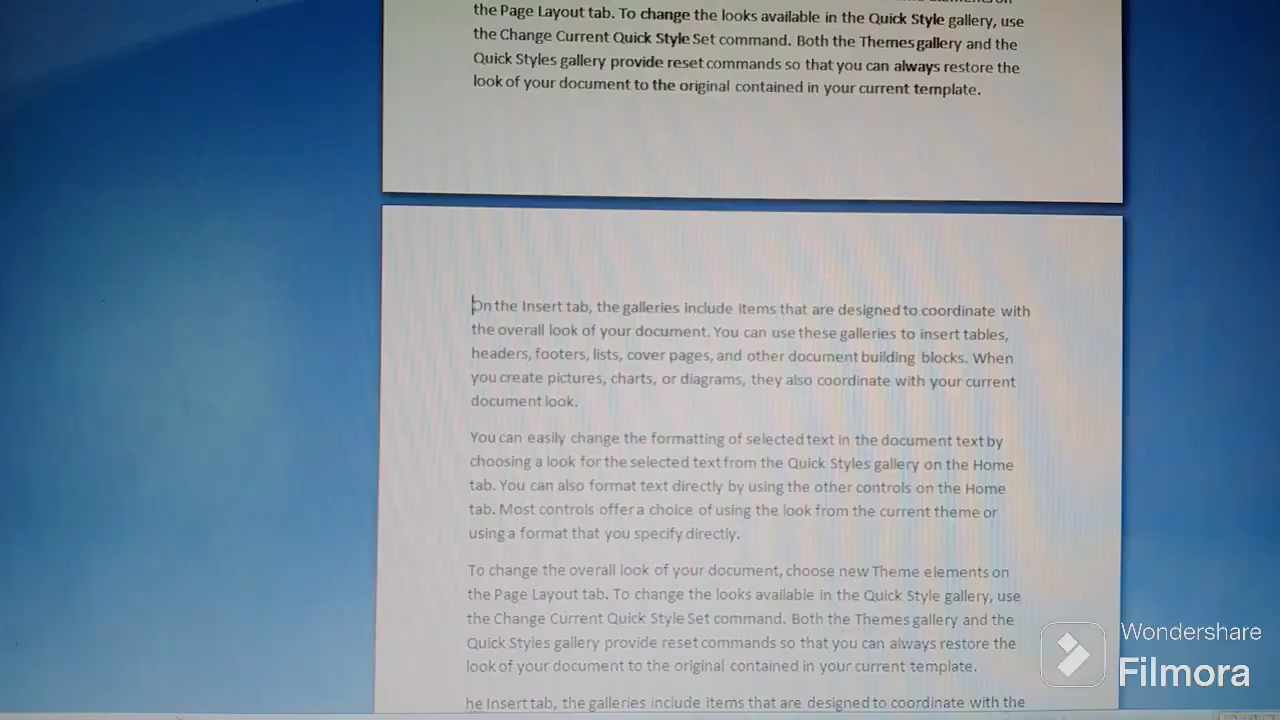 the Page Layout tab. To change the looks available in the Quick Style gallery, use
the Change Current Quick Style Set command. Both the Themes gallery and the
Quick Styles gallery provide reset commands so that you can always restore the
look of your document to the original contained in your current template.
On the Insert tab, the galleries include items that are designed to coordinate with
the overall look of your document. You can use these galleries to insert tables,
headers, footers, lists, cover pages, and other document building blocks. When
you create pictures, charts, or diagrams, they also coordinate with your current
document look.
You can easily change the formatting of selected text in the document text by
choosing a look for the selected text from the Quick Styles gallery on the Home
tab. You can also format text directly by using the other controls on the Home
tab. Most controls offer a choice of using the look from the current theme or
using a format that you specify directly.
To change the overall look of your document, choose new Theme elements on
the Page Layout tab. To change the looks available in the Quick Style gallery, use
the Change Current Quick Style Set command. Both the Themes gallery and the
Quick Styles gallery provide reset commands so that you can always restore the
look of your document to the original contained in your current template.
he Insert tab, the galleries include items that are designed to coordinate with the
Wondershare
Filmora